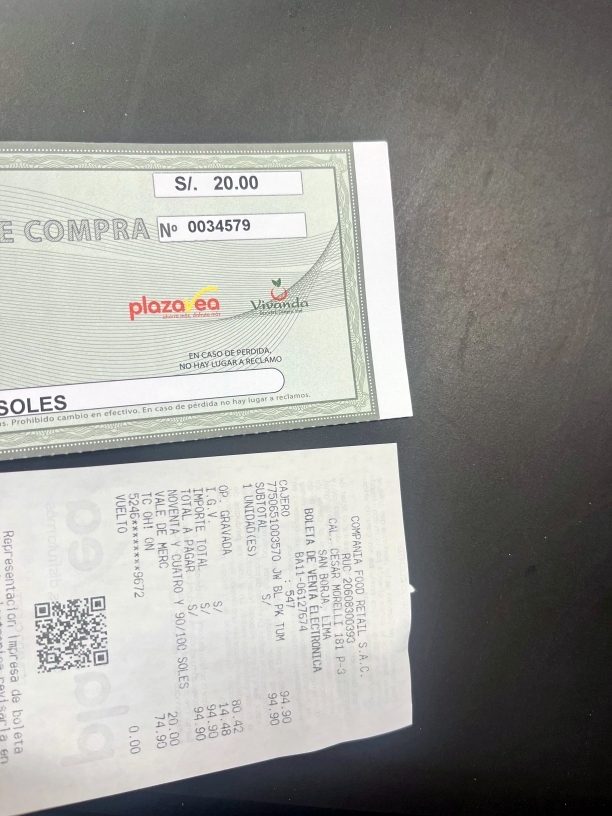 S/. 20.00
E COMPRA Nº 0034579
plazavea
Vivanda
EN CASO DE PERDIDA,
NO HAY LUGAR A RECLAMO
SOLES
s. Prohibido cambio en efectivo. En caso de pérdida no hay lugar a reclamos.
COMPANIA FOOD RETAIL S.A.C.
RUC 20608300393
CAL. CESAR MORELLI 181 P-3
SAN BORJA, LIMA
BOLETA DE VENTA ELECTRONICA
BA11-06127674
CAJERO : 547
7750651003570 JW BL PK TUM 94.90
SUBTOTAL S/ 94.90
1 UNIDAD(ES)
OP. GRAVADA S/ 80.42
I.G.V. 14.48
IMPORTE TOTAL S/ 94.90
TOTAL A PAGAR S/ 94.90
NOVENTA Y CUATRO Y 90/100 SOLES
VALE DE MERC 20.00
TC OH! ON 74.90
5246********9672
VUELTO 0.00
Representacion impresa de boleta